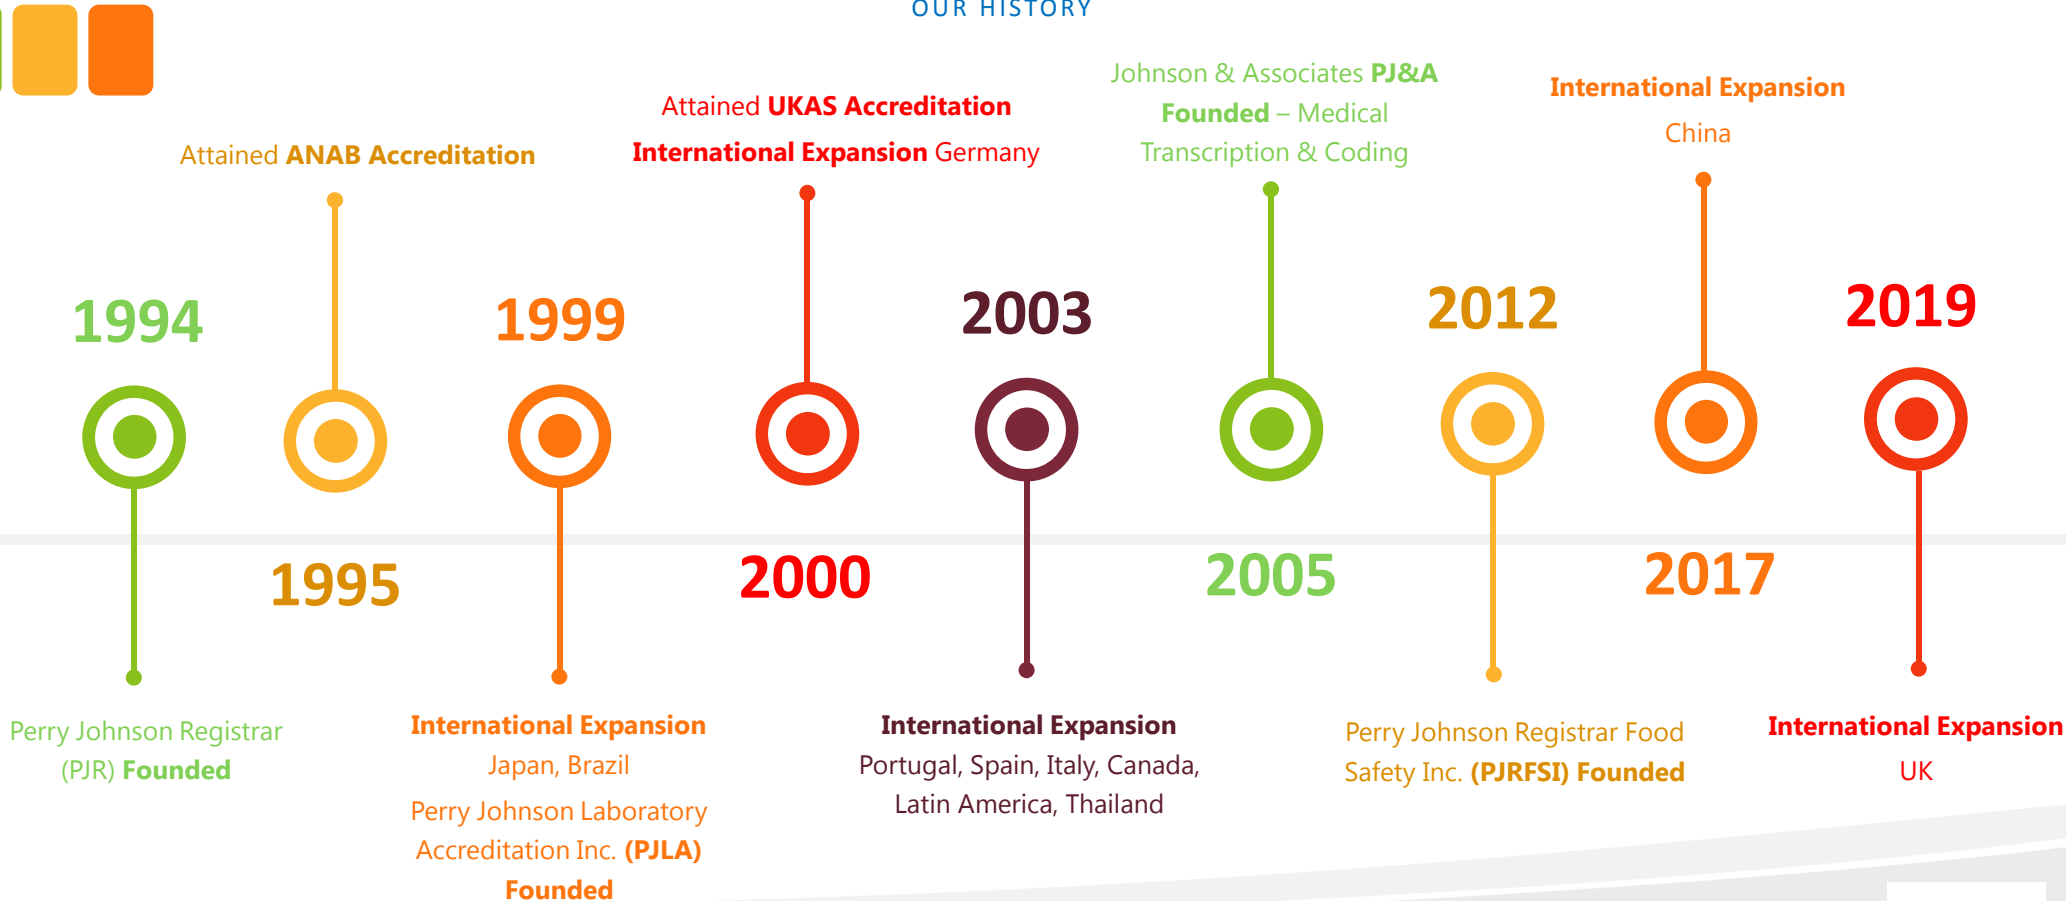 OUR HISTORY
Attained ANAB Accreditation
Attained UKAS Accreditation
International Expansion Germany
Johnson & Associates PJ&A
Founded – Medical
Transcription & Coding
International Expansion
China
1994
1999
2003
2012
2019
1995
2000
2005
2017
Perry Johnson Registrar
(PJR) Founded
International Expansion
Japan, Brazil
Perry Johnson Laboratory
Accreditation Inc. (PJLA)
Founded
International Expansion
Portugal, Spain, Italy, Canada,
Latin America, Thailand
Perry Johnson Registrar Food
Safety Inc. (PJRFSI) Founded
International Expansion
UK